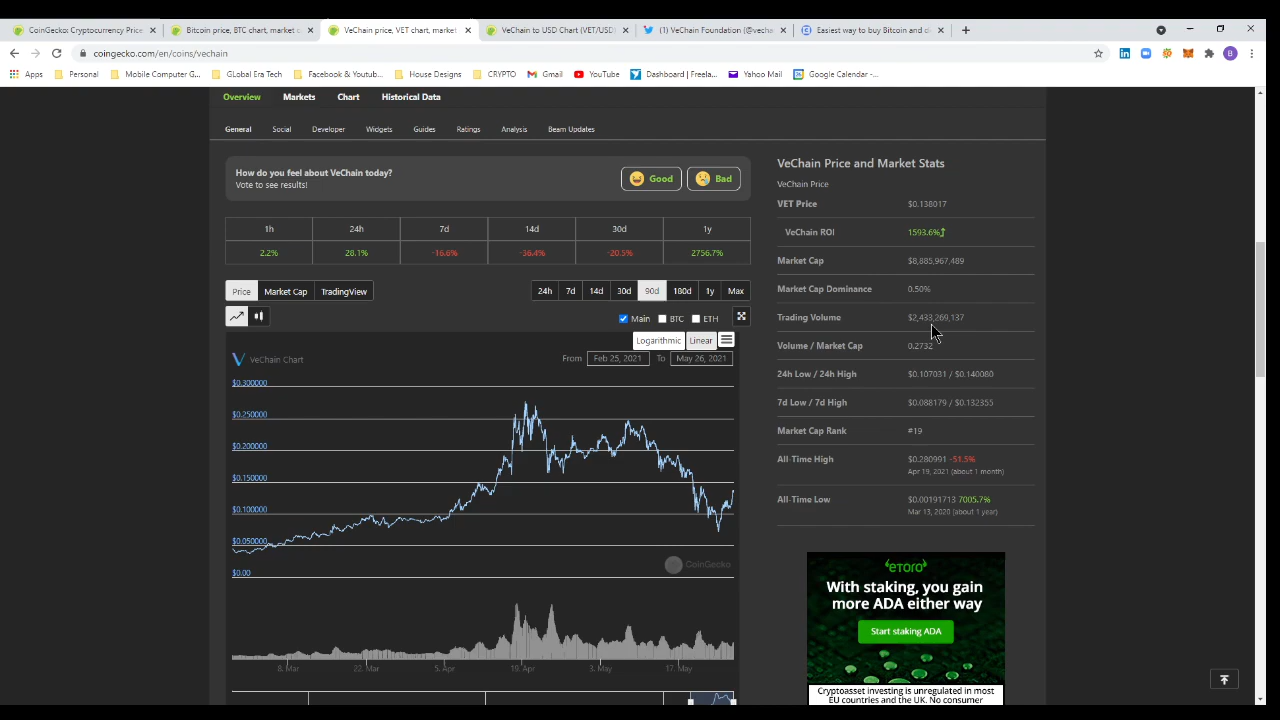 CoinGecko: Cryptocurrency Price
Bitcoin price, BTC chart, market
VeChain price, VET chart, market
VeChain to USD Chart (VET/USD)
(1) VeChain Foundation (@vecha
Easiest way to buy Bitcoin and
coingecko.com/en/coins/vechain
B
Apps
Personal
Mobile Computer G...
GLobal Era Tech
Facebook & Youtub...
House Designs
CRYPTO
Gmail
YouTube
Dashboard | Freela...
Yahoo Mail
Google Calendar -...
Overview
Markets
Chart
Historical Data
General
Social
Developer
Widgets
Guides
Ratings
Analysis
Beam Updates
How do you feel about VeChain today?
Vote to see results!
Good
Bad
1h 24h 7d 14d 30d 1y
2.2% 28.1% -16.6% -36.4% -20.5% 2756.7%
Price
Market Cap
TradingView
24h 7d 14d 30d 90d 180d 1y Max
Main BTC ETH
Logarithmic Linear
VeChain Chart
From Feb 25, 2021 To May 26, 2021
$0.300000
$0.250000
$0.200000
$0.150000
$0.100000
$0.050000
$0.00
CoinGecko
8. Mar 22. Mar 5. Apr 19. Apr 3. May 17. May
VeChain Price and Market Stats
VeChain Price
VET Price $0.138017
VeChain ROI 1593.6%
Market Cap $8,885,967,489
Market Cap Dominance 0.50%
Trading Volume $2,433,269,137
Volume / Market Cap 0.2732
24h Low / 24h High $0.107031 / $0.140080
7d Low / 7d High $0.088179 / $0.132355
Market Cap Rank #19
All-Time High $0.280991 -51.5%
Apr 19, 2021 (about 1 month)
All-Time Low $0.00191713 7005.7%
Mar 13, 2020 (about 1 year)
eToro
With staking, you gain
more ADA either way
Start staking ADA
Cryptoasset investing is unregulated in most
EU countries and the UK. No consumer